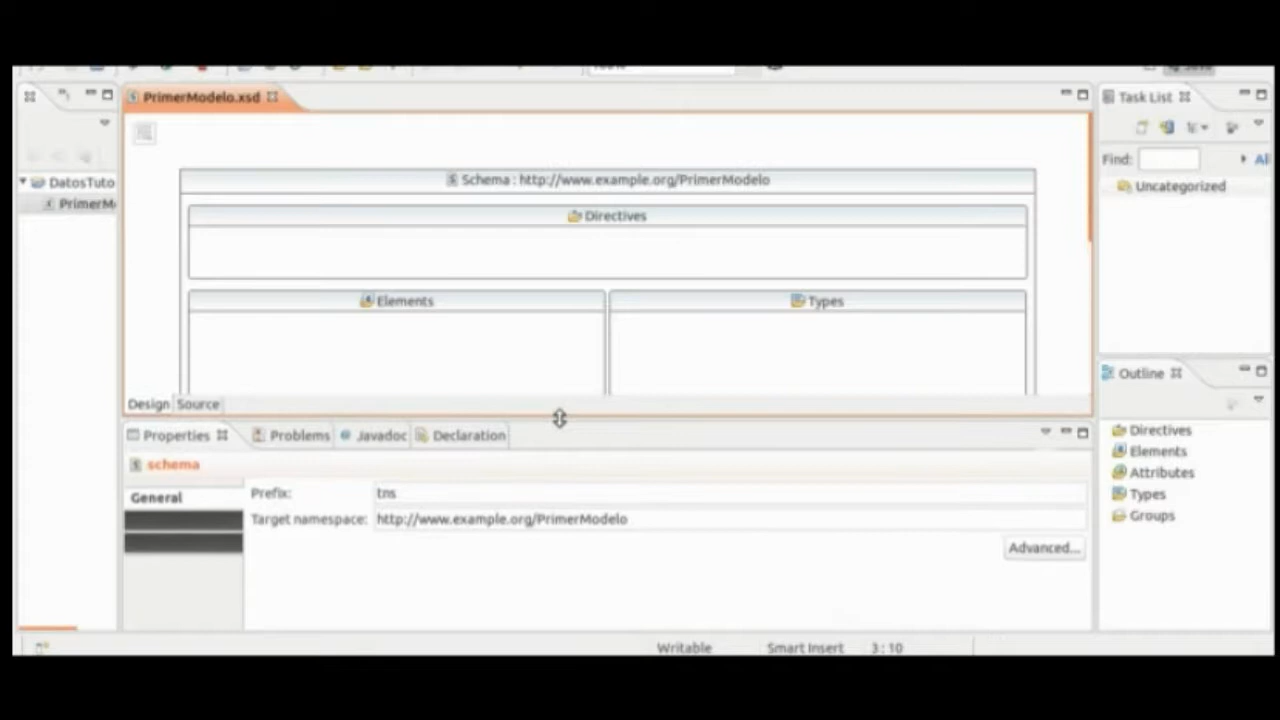 PrimerModelo.xsd
Task List
Find:
All
Uncategorized
DatosTuto
PrimerM
Schema : http://www.example.org/PrimerModelo
Directives
Elements
Types
Design
Source
Outline
Directives
Elements
Attributes
Types
Groups
Properties
Problems
Javadoc
Declaration
schema
General
Prefix:
tns
Target namespace:
http://www.example.org/PrimerModelo
Advanced...
Writable
Smart Insert
3 : 10